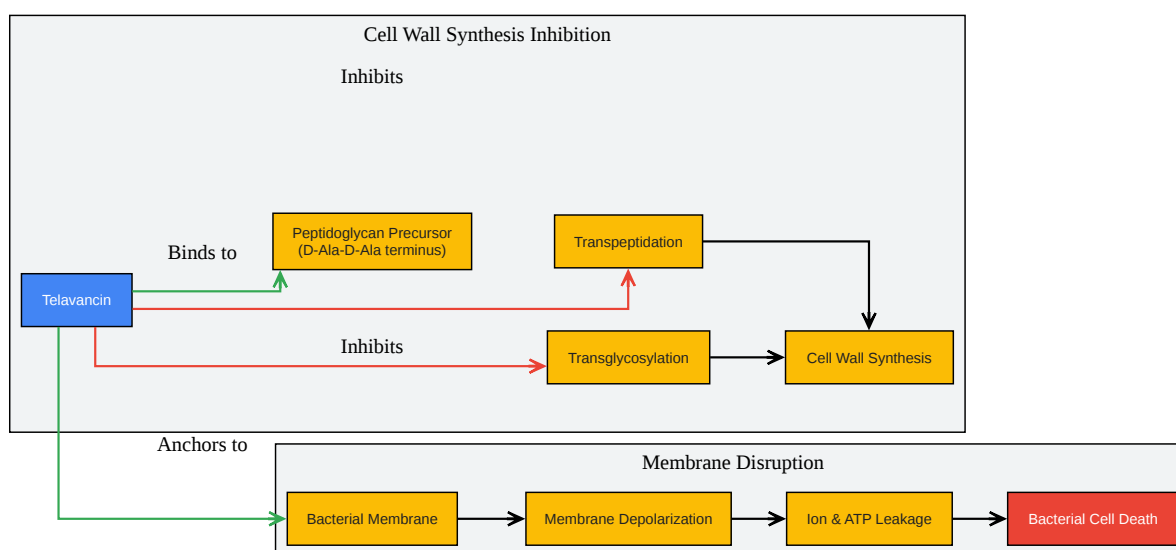 Cell Wall Synthesis Inhibition
Inhibits
Peptidoglycan Precursor
(D-Ala-D-Ala terminus)
Transpeptidation
Binds to
Telavancin
Inhibits
Transglycosylation
Cell Wall Synthesis
Anchors to
Membrane Disruption
Bacterial Membrane
Membrane Depolarization
Ion & ATP Leakage
Bacterial Cell Death